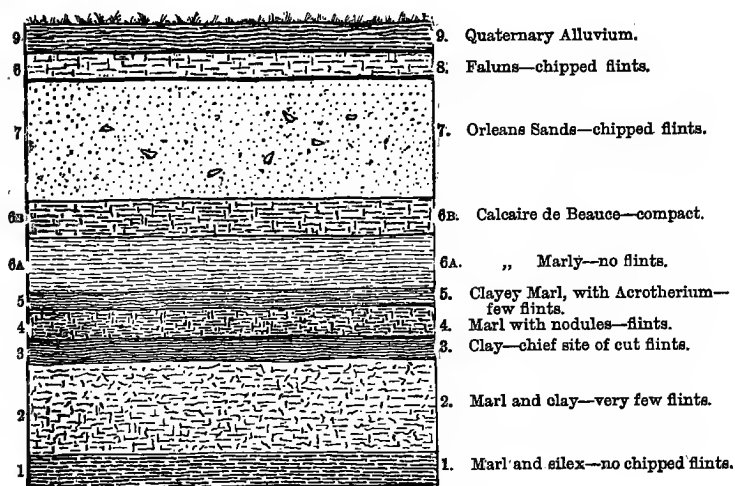 9 9. Quaternary Alluvium.
8 8. Faluns—chipped flints.
7 7. Orleans Sands—chipped flints.
6B 6B. Calcaire de Beauce—compact.
6A 6A. „ Marly—no flints.
5 5. Clayey Marl, with Acrotherium—
few flints.
4 4. Marl with nodules—flints.
3 3. Clay—chief site of cut flints.
2 2. Marl and clay—very few flints.
1 1. Marl and silex—no chipped flints.